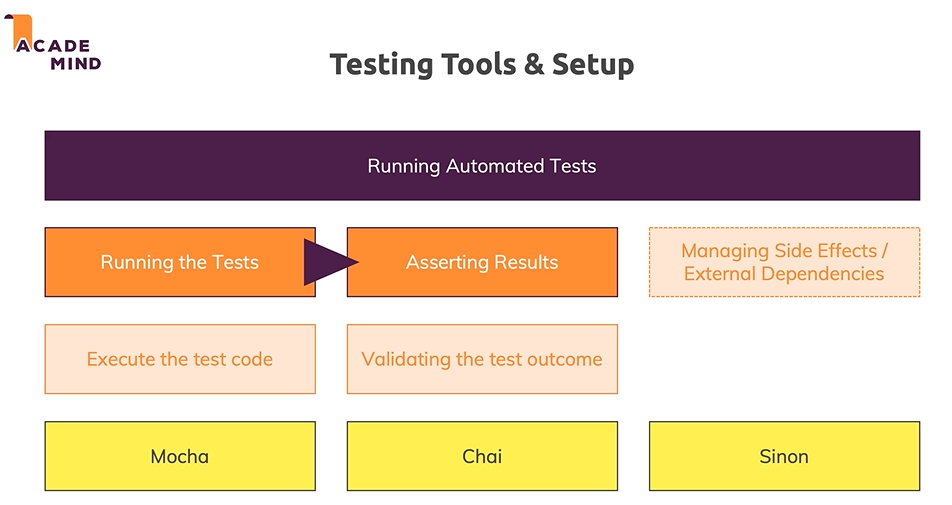 ACADE
MIND
Testing Tools & Setup
Running Automated Tests
Running the Tests
Asserting Results
Managing Side Effects /
External Dependencies
Execute the test code
Validating the test outcome
Mocha
Chai
Sinon